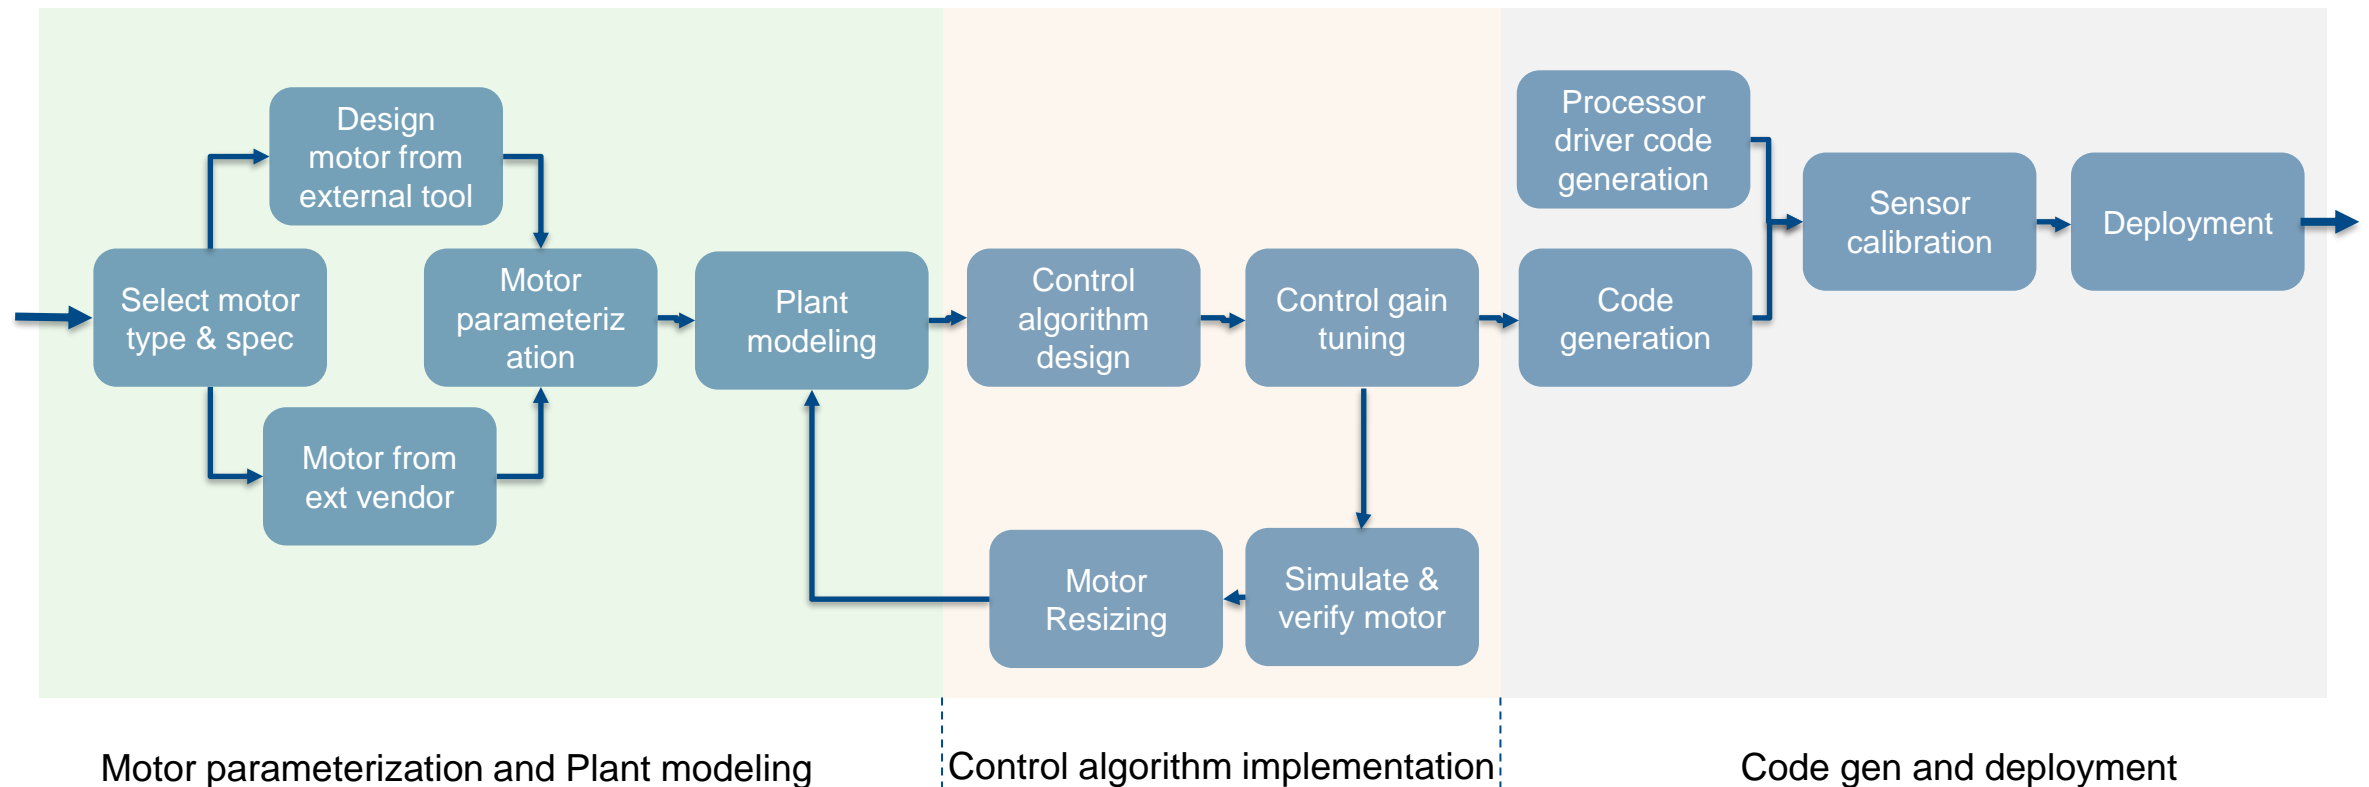 Design
motor from
external tool
Select motor
type & spec
Motor from
ext vendor
Motor
parameteriz
ation
Plant
modeling
Control
algorithm
design
Control gain
tuning
Simulate &
verify motor
Motor
Resizing
Processor
driver code
generation
Code
generation
Sensor
calibration
Deployment
Motor parameterization and Plant modeling
Control algorithm implementation
Code gen and deployment